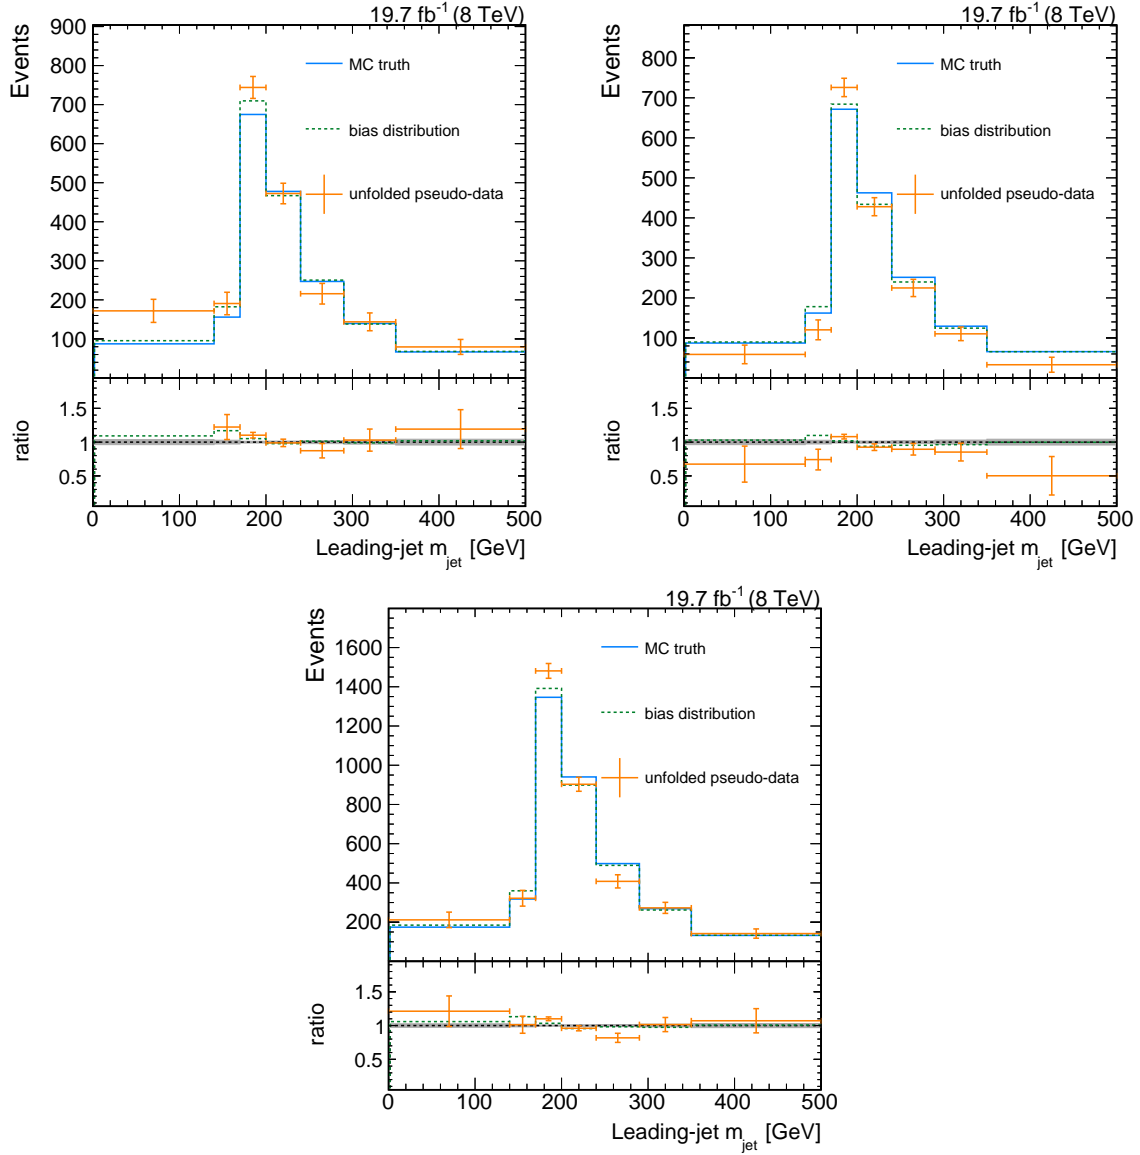 19.7 fb⁻¹ (8 TeV)
Events
900
800
700
600
500
400
300
200
100
MC truth
bias distribution
unfolded pseudo-data
ratio
1.5
1
0.5
0 100 200 300 400 500
Leading-jet m_jet [GeV]
19.7 fb⁻¹ (8 TeV)
Events
800
700
600
500
400
300
200
100
MC truth
bias distribution
unfolded pseudo-data
ratio
1.5
1
0.5
0 100 200 300 400 500
Leading-jet m_jet [GeV]
19.7 fb⁻¹ (8 TeV)
Events
1600
1400
1200
1000
800
600
400
200
MC truth
bias distribution
unfolded pseudo-data
ratio
1.5
1
0.5
0 100 200 300 400 500
Leading-jet m_jet [GeV]